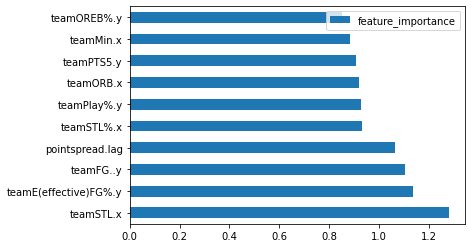 teamOREB%.y
feature_importance
teamMin.x
teamPTS5.y
teamORB.x
teamPlay%.y
teamSTL%.x
pointspread.lag
teamFG..y
teamE(effective)FG%.y
teamSTL.x
0.0 0.2 0.4 0.6 0.8 1.0 1.2